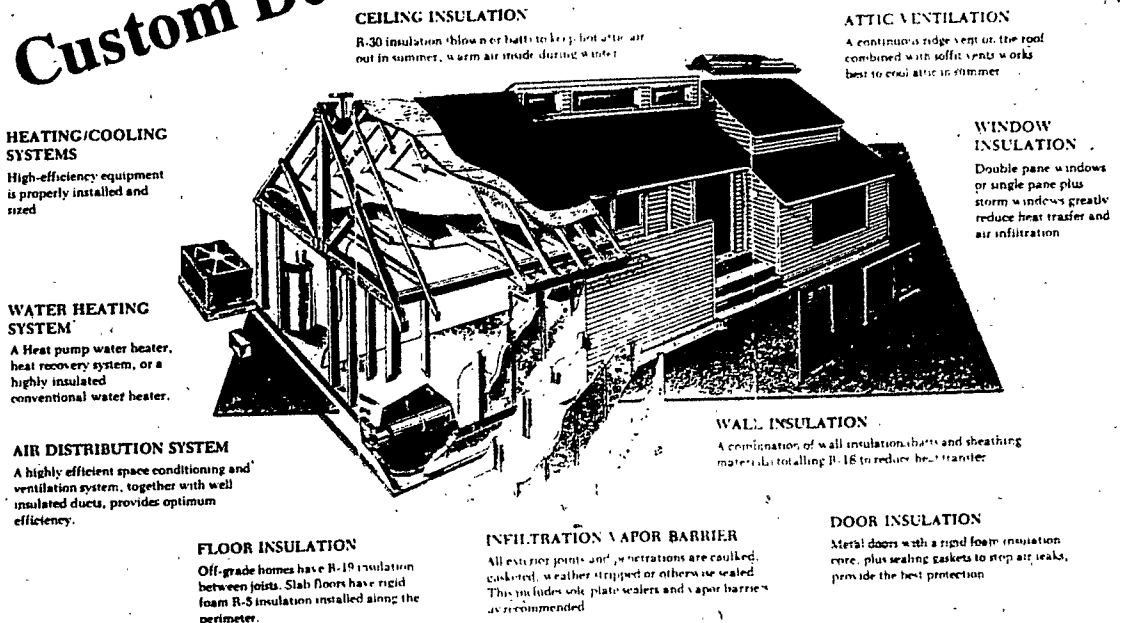 Custom
CEILING INSULATION
R-30 insulation (blown or batts to keep hot attic air
out in summer, warm air inside during winter
ATTIC VENTILATION
A continuous ridge vent on the roof
combined with soffit vents works
best to cool attic in summer
HEATING/COOLING
SYSTEMS
High-efficiency equipment
is properly installed and
sized
WINDOW
INSULATION
Double pane windows
or single pane plus
storm windows greatly
reduce heat trasfer and
air infiltration
WATER HEATING
SYSTEM
A Heat pump water heater,
heat recovery system, or a
highly insulated
conventional water heater.
AIR DISTRIBUTION SYSTEM
A highly efficient space conditioning and
ventilation system, together with well
insulated ducts, provides optimum
efficiency.
WALL INSULATION
A combination of wall insulation batts and sheathing
materials totalling R-18 to reduce heat transfer
FLOOR INSULATION
Off-grade homes have R-19 insulation
between joists. Slab floors have rigid
foam R-5 insulation installed along the
perimeter.
INFILTRATION VAPOR BARRIER
All exterior joints and penetrations are caulked,
gasketed, weather stripped or otherwise sealed
This includes sole plate sealers and vapor barriers
as recommended
DOOR INSULATION
Metal doors with a rigid foam insulation
core, plus sealing gaskets to stop air leaks,
provide the best protection